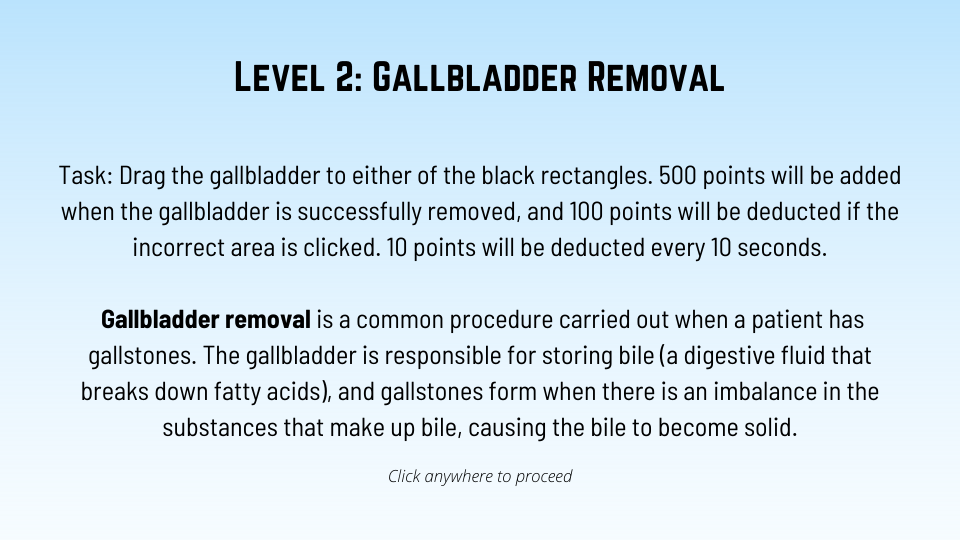 Level 2: Gallbladder Removal
Task: Drag the gallbladder to either of the black rectangles. 500 points will be added
when the gallbladder is successfully removed, and 100 points will be deducted if the
incorrect area is clicked. 10 points will be deducted every 10 seconds.
Gallbladder removal is a common procedure carried out when a patient has
gallstones. The gallbladder is responsible for storing bile (a digestive fluid that
breaks down fatty acids), and gallstones form when there is an imbalance in the
substances that make up bile, causing the bile to become solid.
Click anywhere to proceed